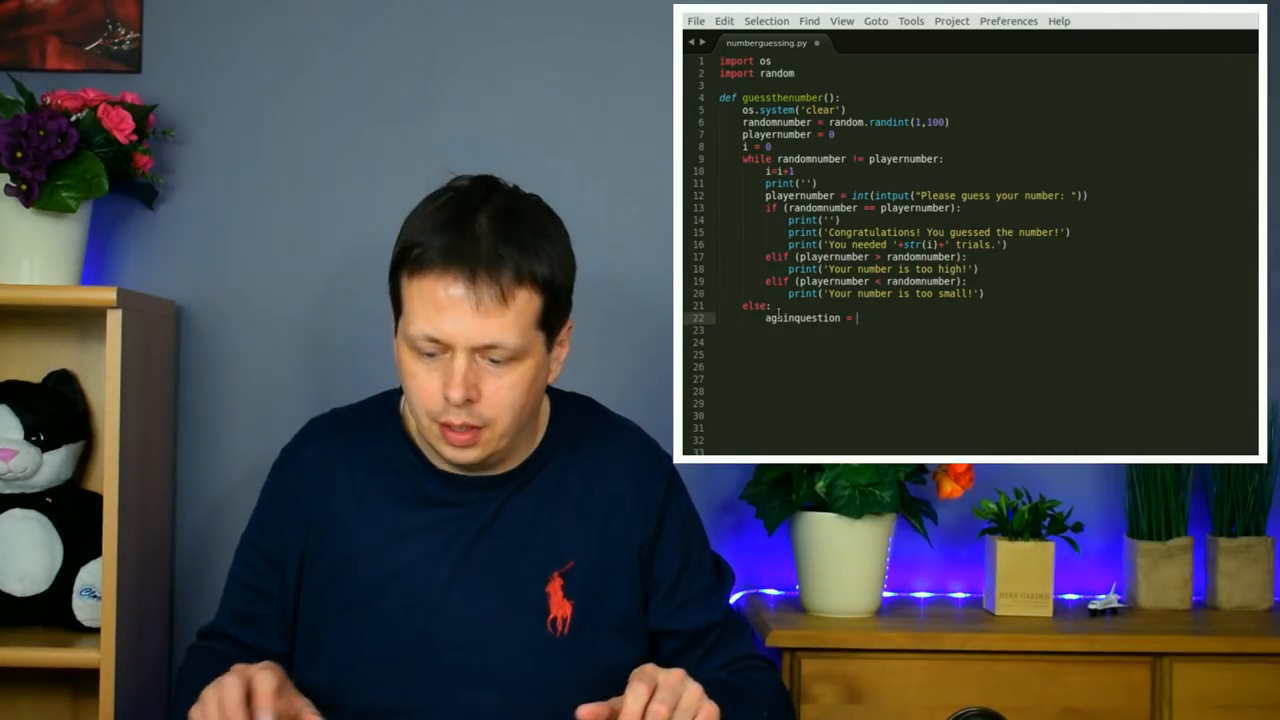 File Edit Selection Find View Goto Tools Project Preferences Help
numberguessing.py
1 import os
2 import random
3
4 def guessthenumber():
5 os.system('clear')
6 randomnumber = random.randint(1,100)
7 playernumber = 0
8 i = 0
9 while randomnumber != playernumber:
10 i=i+1
11 print('')
12 playernumber = int(intput("Please guess your number: "))
13 if (randomnumber == playernumber):
14 print('')
15 print('Congratulations! You guessed the number!')
16 print('You needed '+str(i)+' trials.')
17 elif (playernumber > randomnumber):
18 print('Your number is too high!')
19 elif (playernumber < randomnumber):
20 print('Your number is too small!')
21 else:
22 againquestion =
23
24
25
26
27
28
29
30
31
32
33
HERB GARDEN